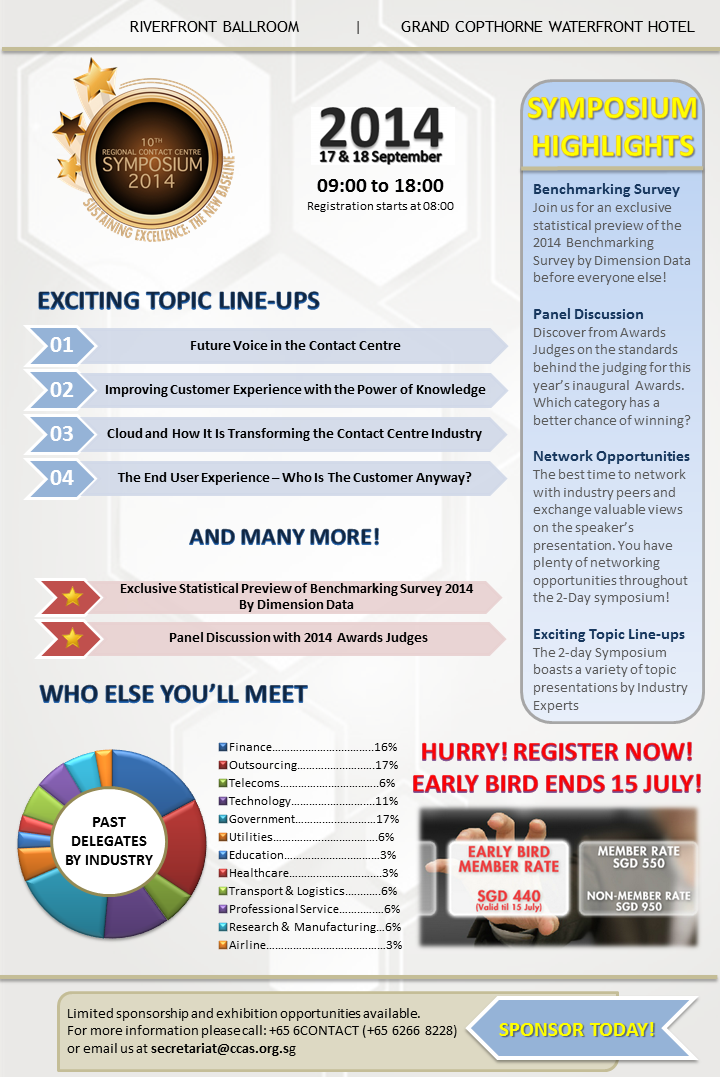 RIVERFRONT BALLROOM | GRAND COPTHORNE WATERFRONT HOTEL
10TH
REGIONAL CONTACT CENTRE
SYMPOSIUM
2014
SUSTAINING EXCELLENCE: THE NEW BASELINE
2014
17 & 18 September
09:00 to 18:00
Registration starts at 08:00
SYMPOSIUM
HIGHLIGHTS
Benchmarking Survey
Join us for an exclusive
statistical preview of the
2014 Benchmarking
Survey by Dimension Data
before everyone else!
Panel Discussion
Discover from Awards
Judges on the standards
behind the judging for this
year's inaugural Awards.
Which category has a
better chance of winning?
Network Opportunities
The best time to network
with industry peers and
exchange valuable views
on the speaker's
presentation. You have
plenty of networking
opportunities throughout
the 2-Day symposium!
Exciting Topic Line-ups
The 2-day Symposium
boasts a variety of topic
presentations by Industry
Experts
EXCITING TOPIC LINE-UPS
01 Future Voice in the Contact Centre
02 Improving Customer Experience with the Power of Knowledge
03 Cloud and How It Is Transforming the Contact Centre Industry
04 The End User Experience – Who Is The Customer Anyway?
AND MANY MORE!
Exclusive Statistical Preview of Benchmarking Survey 2014
By Dimension Data
Panel Discussion with 2014 Awards Judges
WHO ELSE YOU'LL MEET
PAST
DELEGATES
BY INDUSTRY
Finance..................................16%
Outsourcing............................17%
Telecoms................................6%
Technology............................11%
Government...........................17%
Utilities...................................6%
Education................................3%
Healthcare...............................3%
Transport & Logistics............6%
Professional Service...............6%
Research & Manufacturing...6%
Airline........................................3%
HURRY! REGISTER NOW!
EARLY BIRD ENDS 15 JULY!
EARLY BIRD
MEMBER RATE
SGD 440
(Valid til 15 July)
MEMBER RATE
SGD 550
NON-MEMBER RATE
SGD 950
Limited sponsorship and exhibition opportunities available.
For more information please call: +65 6CONTACT (+65 6266 8228)
or email us at secretariat@ccas.org.sg
SPONSOR TODAY!